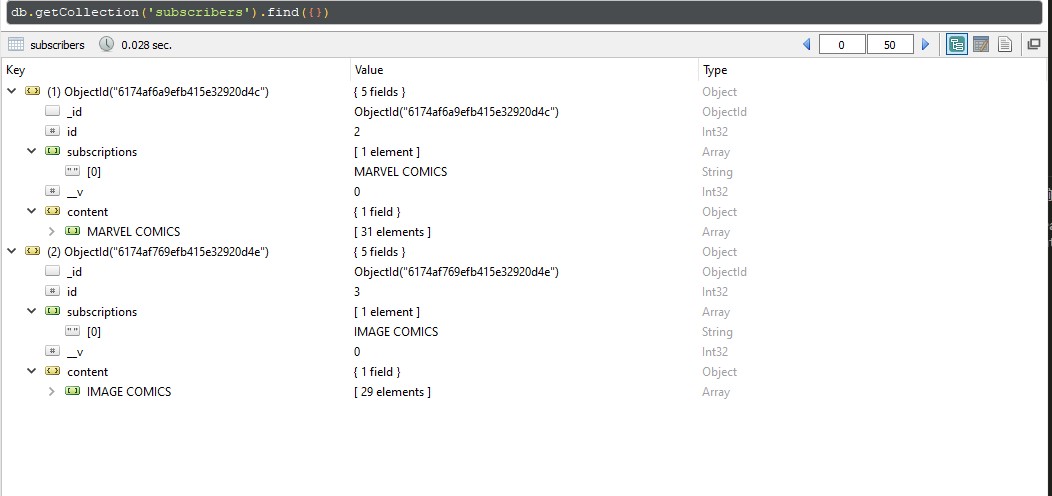 db.getCollection('subscribers').find({})
subscribers 0.028 sec. 0 50
Key Value Type
(1) ObjectId("6174af6a9efb415e32920d4c") { 5 fields } Object
_id ObjectId("6174af6a9efb415e32920d4c") ObjectId
# id 2 Int32
subscriptions [ 1 element ] Array
"" [0] MARVEL COMICS String
# __v 0 Int32
content { 1 field } Object
MARVEL COMICS [ 31 elements ] Array
(2) ObjectId("6174af769efb415e32920d4e") { 5 fields } Object
_id ObjectId("6174af769efb415e32920d4e") ObjectId
# id 3 Int32
subscriptions [ 1 element ] Array
"" [0] IMAGE COMICS String
# __v 0 Int32
content { 1 field } Object
IMAGE COMICS [ 29 elements ] Array